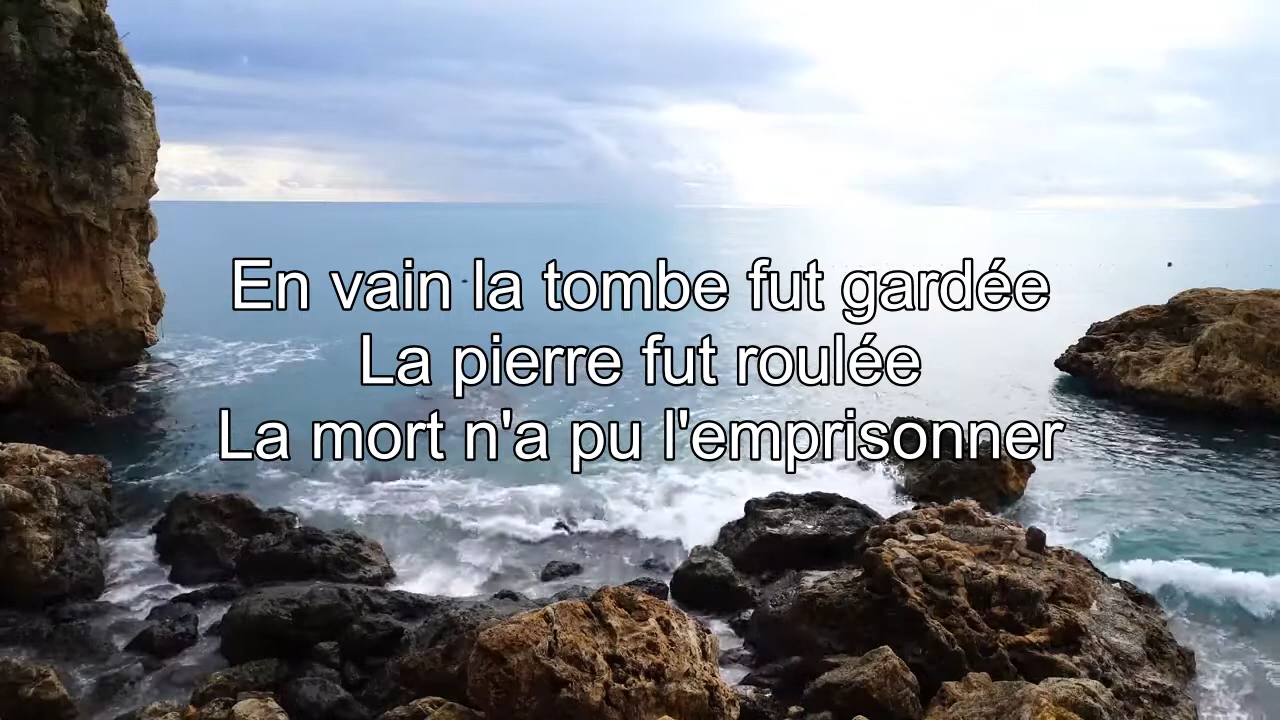 En vain la tombe fut gardée
La pierre fut roulée
La mort n'a pu l'emprisonner